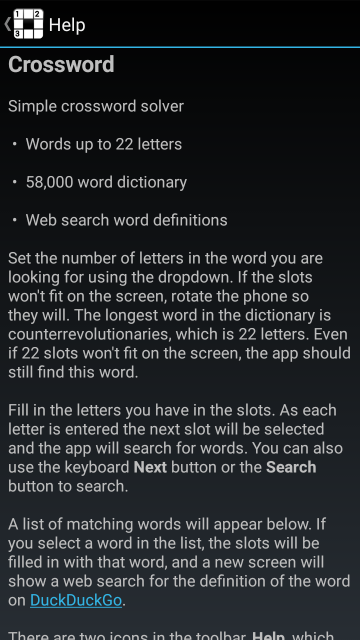 1 2
3
Help
Crossword
Simple crossword solver
• Words up to 22 letters
• 58,000 word dictionary
• Web search word definitions
Set the number of letters in the word you are
looking for using the dropdown. If the slots
won't fit on the screen, rotate the phone so
they will. The longest word in the dictionary is
counterrevolutionaries, which is 22 letters. Even
if 22 slots won't fit on the screen, the app should
still find this word.
Fill in the letters you have in the slots. As each
letter is entered the next slot will be selected
and the app will search for words. You can also
use the keyboard Next button or the Search
button to search.
A list of matching words will appear below. If
you select a word in the list, the slots will be
filled in with that word, and a new screen will
show a web search for the definition of the word
on DuckDuckGo.
There are two icons in the toolbar, Help, which